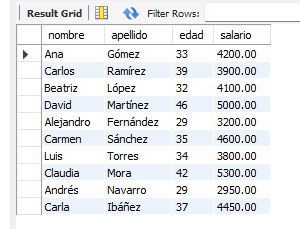 Result Grid Filter Rows:
nombre apellido edad salario
Ana Gómez 33 4200.00
Carlos Ramírez 39 3900.00
Beatriz López 32 4100.00
David Martínez 46 5000.00
Alejandro Fernández 29 3200.00
Carmen Sánchez 35 4600.00
Luis Torres 34 3800.00
Claudia Mora 42 5300.00
Andrés Navarro 29 2950.00
Carla Ibáñez 37 4450.00